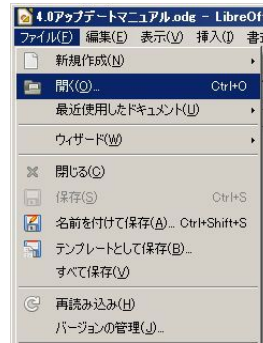 4.0アップデートマニュアル.odg - LibreOf
ファイル(F) 編集(E) 表示(V) 挿入(I) 書
新規作成(N)
開く(O)... Ctrl+O
最近使用したドキュメント(U)
ウィザード(W)
閉じる(C)
保存(S) Ctrl+S
名前を付けて保存(A)... Ctrl+Shift+S
テンプレートとして保存(B)...
すべて保存(V)
再読み込み(H)
バージョンの管理(J)...